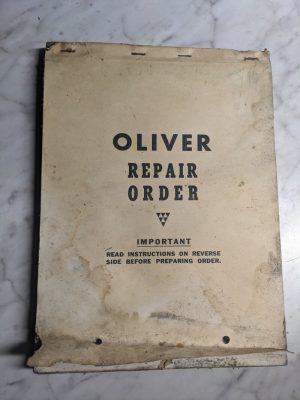 OLIVER
REPAIR
ORDER
IMPORTANT
READ INSTRUCTIONS ON REVERSE
SIDE BEFORE PREPARING ORDER.